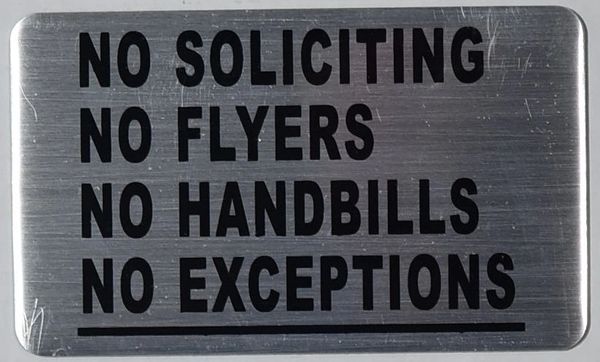 NO SOLICITING
NO FLYERS
NO HANDBILLS
NO EXCEPTIONS